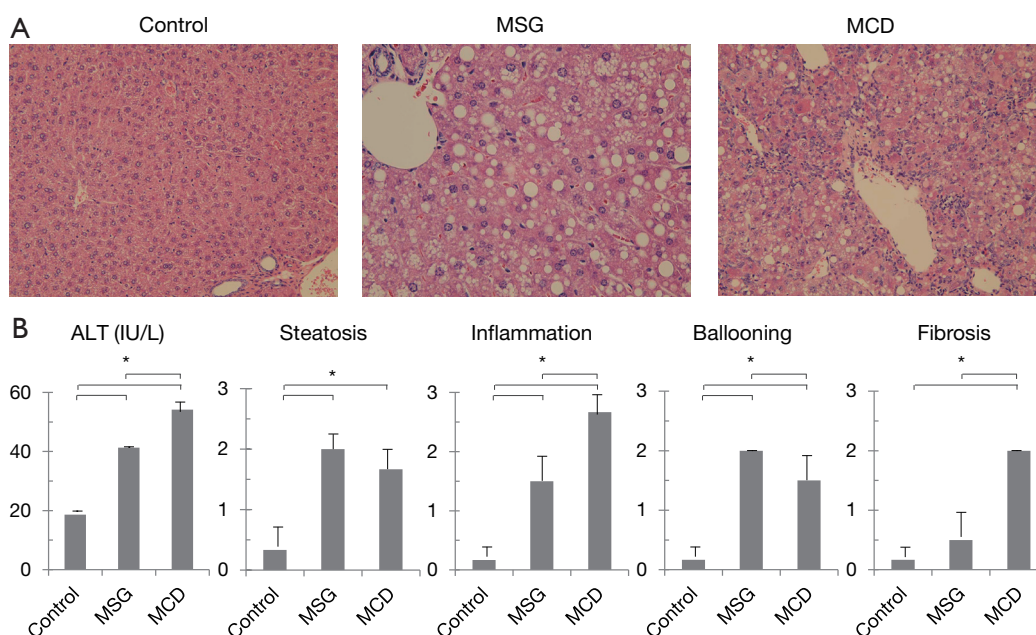 A
Control
MSG
MCD
B
ALT (IU/L)
Steatosis
Inflammation
Ballooning
Fibrosis
*
*
*
*
*
60
40
20
0
3
2
1
0
3
2
1
0
3
2
1
0
3
2
1
0
Control
MSG
MCD
Control
MSG
MCD
Control
MSG
MCD
Control
MSG
MCD
Control
MSG
MCD